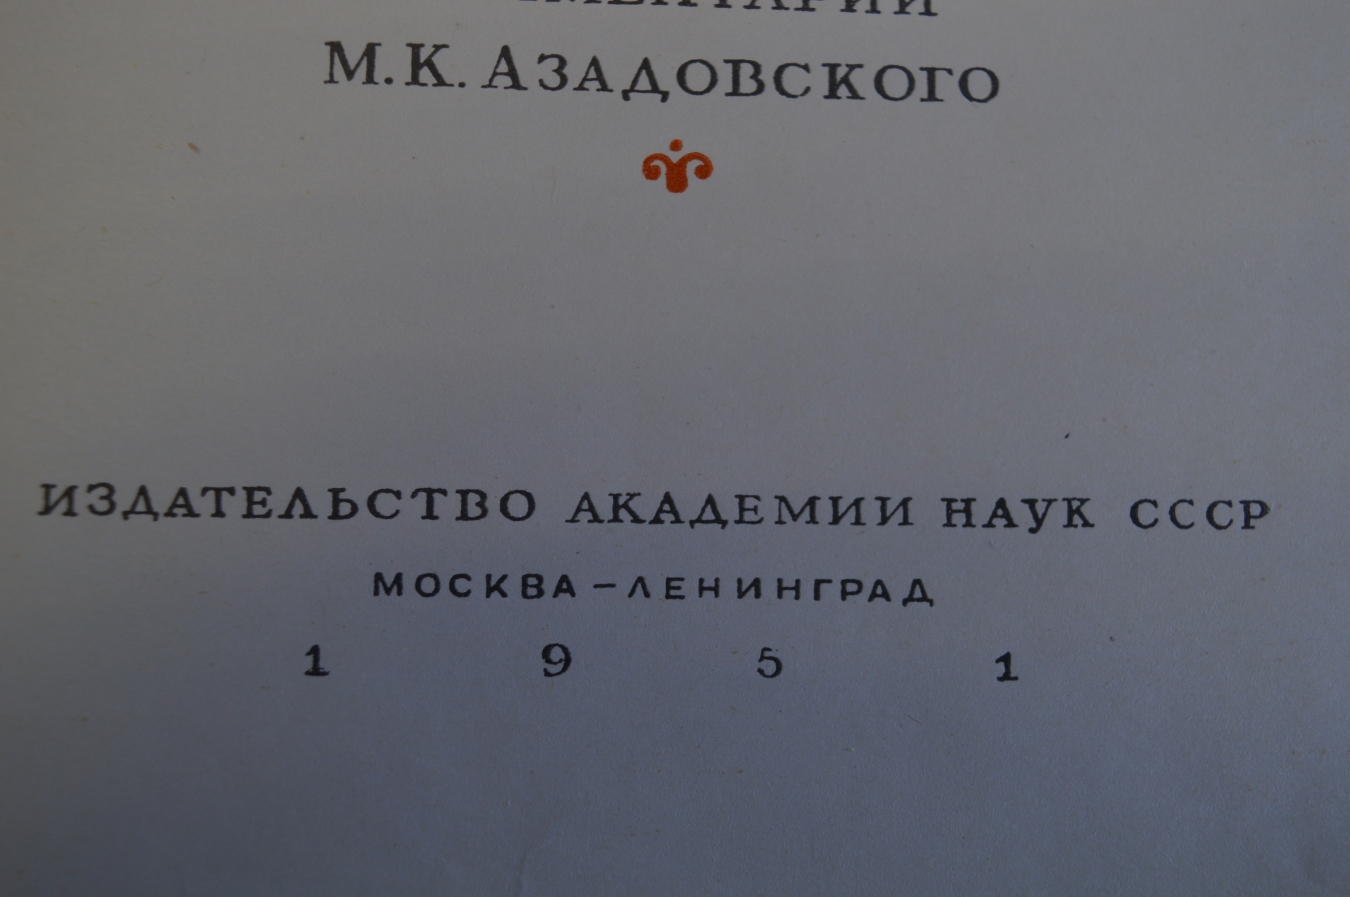 М.К. АЗАДОВСКОГО
ИЗДАТЕЛЬСТВО АКАДЕМИИ НАУК СССР
МОСКВА – ЛЕНИНГРАД
1 9 5 1